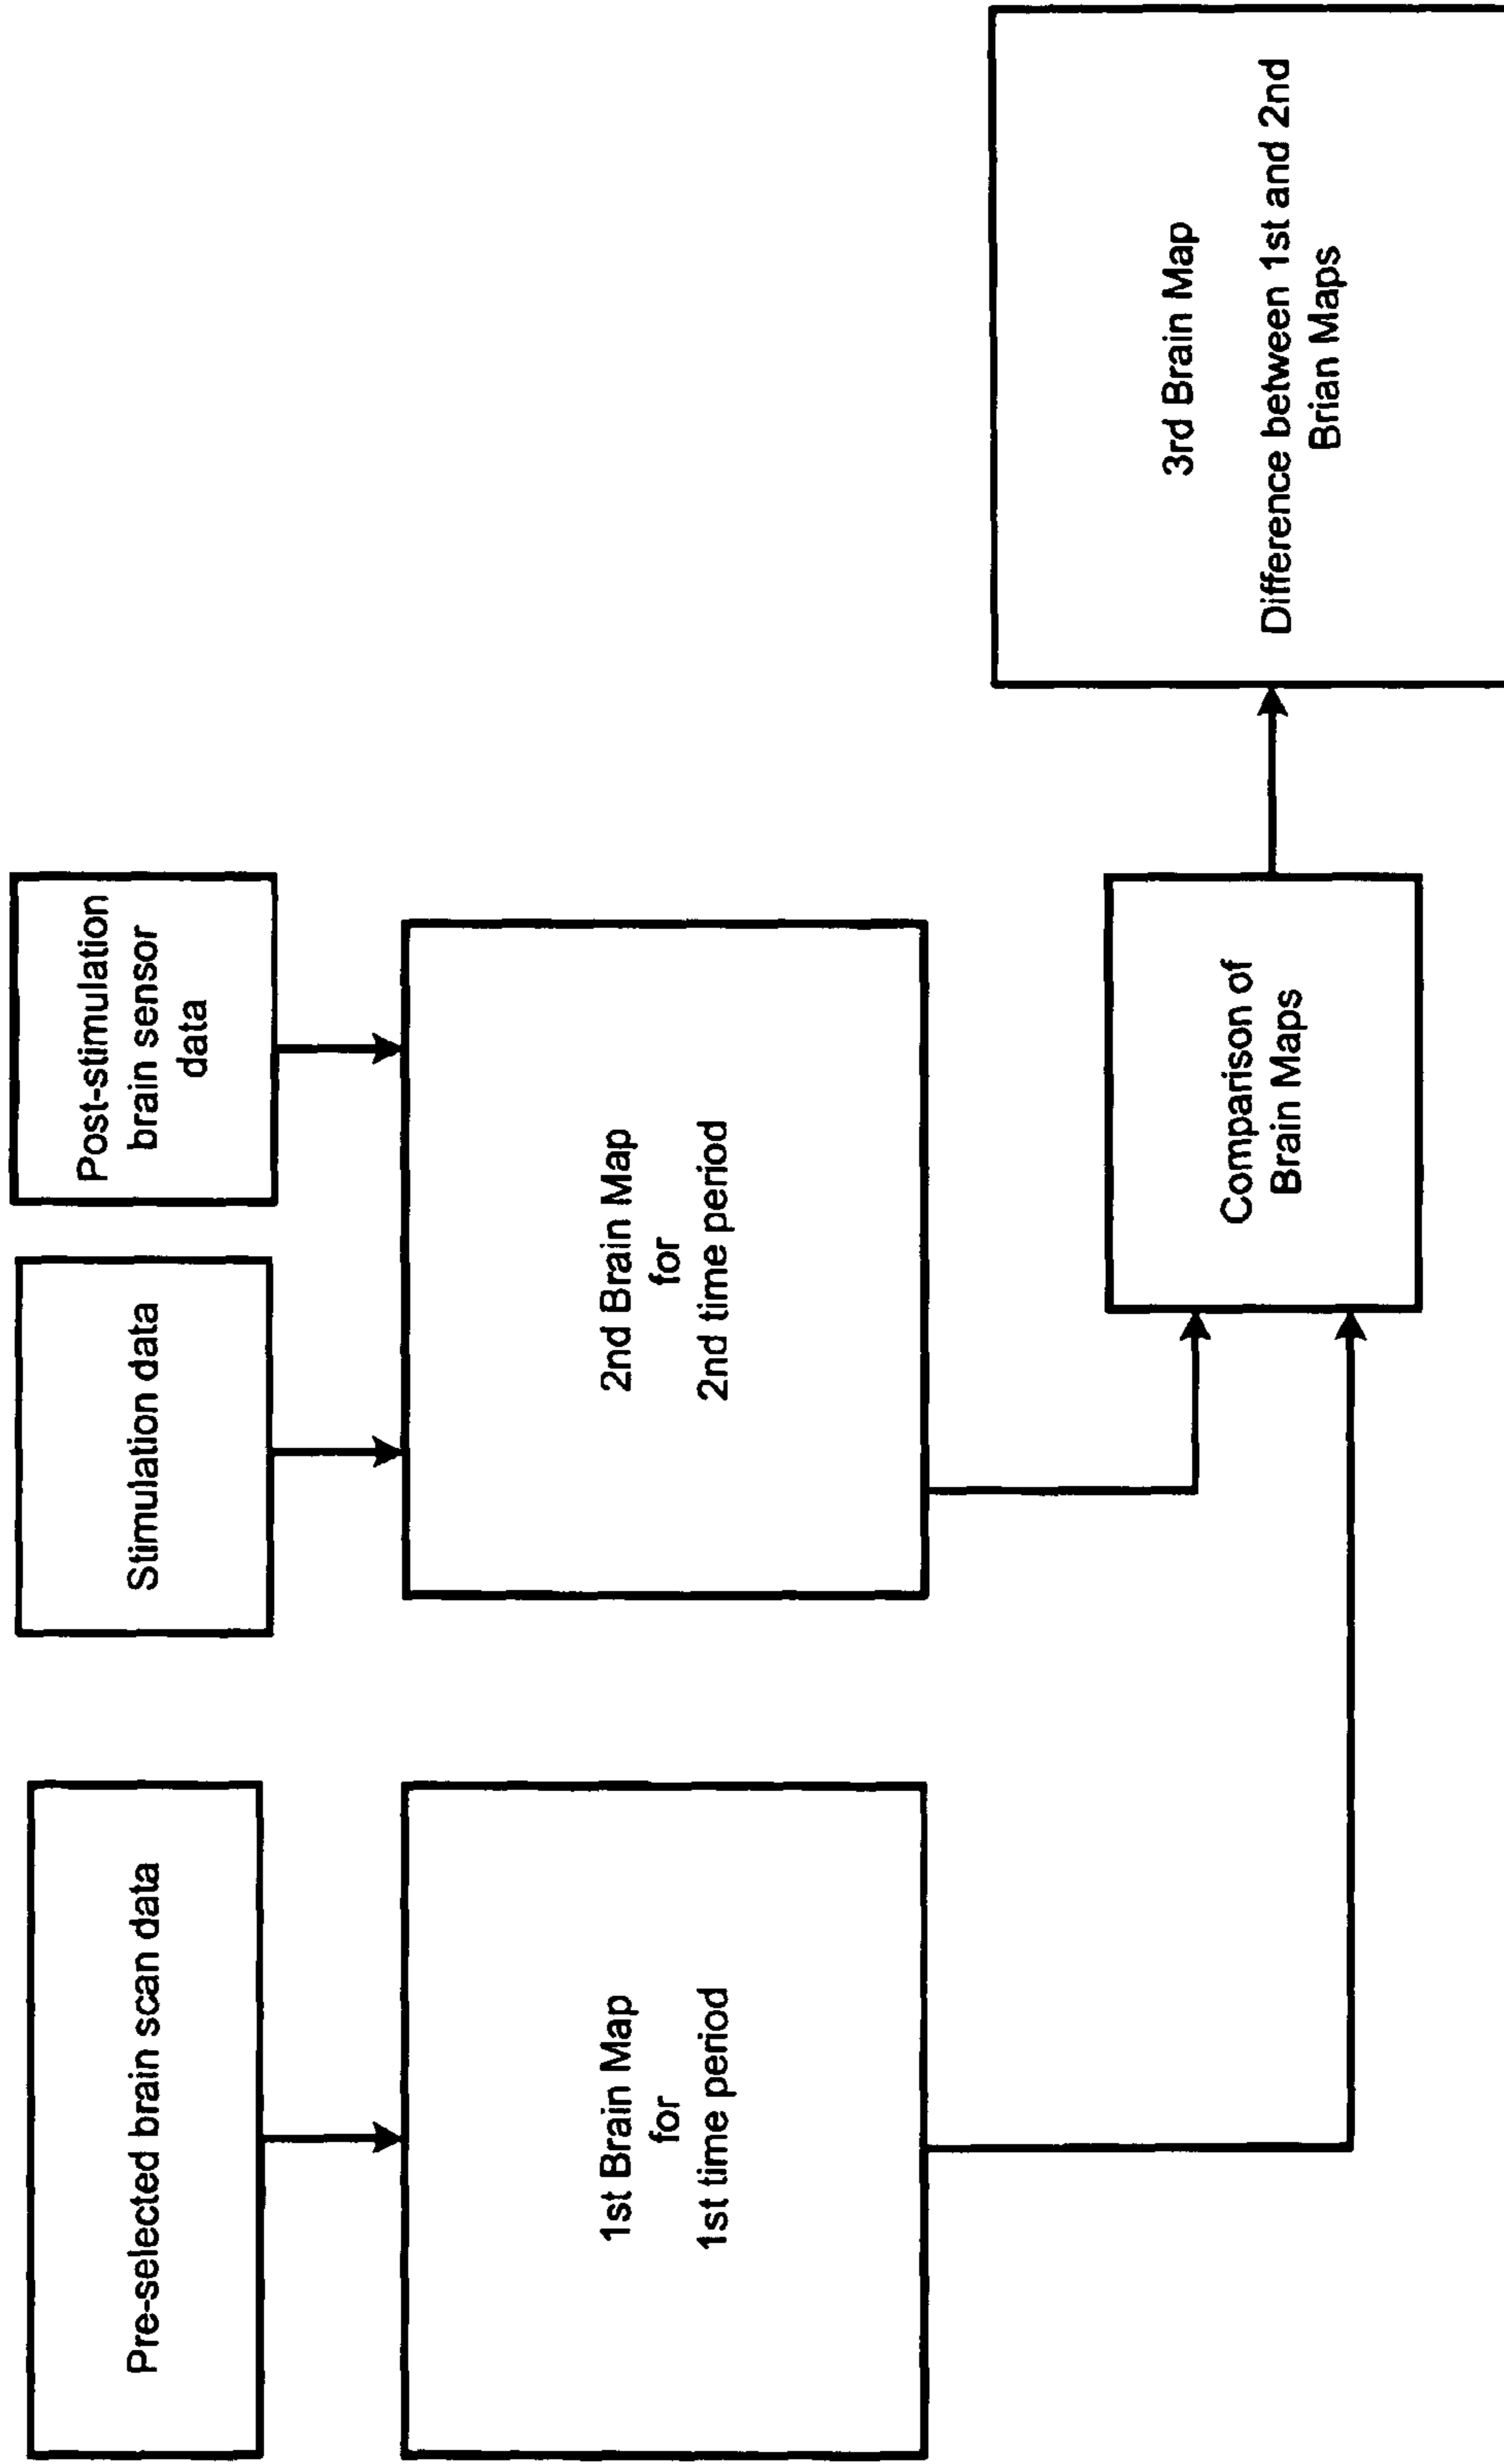 Pre-selected brain scan data
Stimulation data
Post-stimulation
brain sensor
data
1st Brain Map
for
1st time period
2nd Brain Map
for
2nd time period
Comparison of
Brain Maps
3rd Brain Map
Difference between 1st and 2nd
Brian Maps